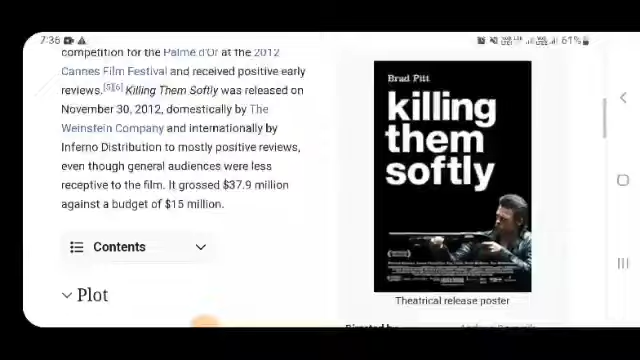 7:36
61%
competition for the Palme d'Or at the 2012
Cannes Film Festival and received positive early
reviews.[5][6] Killing Them Softly was released on
November 30, 2012, domestically by The
Weinstein Company and internationally by
Inferno Distribution to mostly positive reviews,
even though general audiences were less
receptive to the film. It grossed $37.9 million
against a budget of $15 million.
Contents
Plot
Brad Pitt
killing
them
softly
Theatrical release poster
Directed by